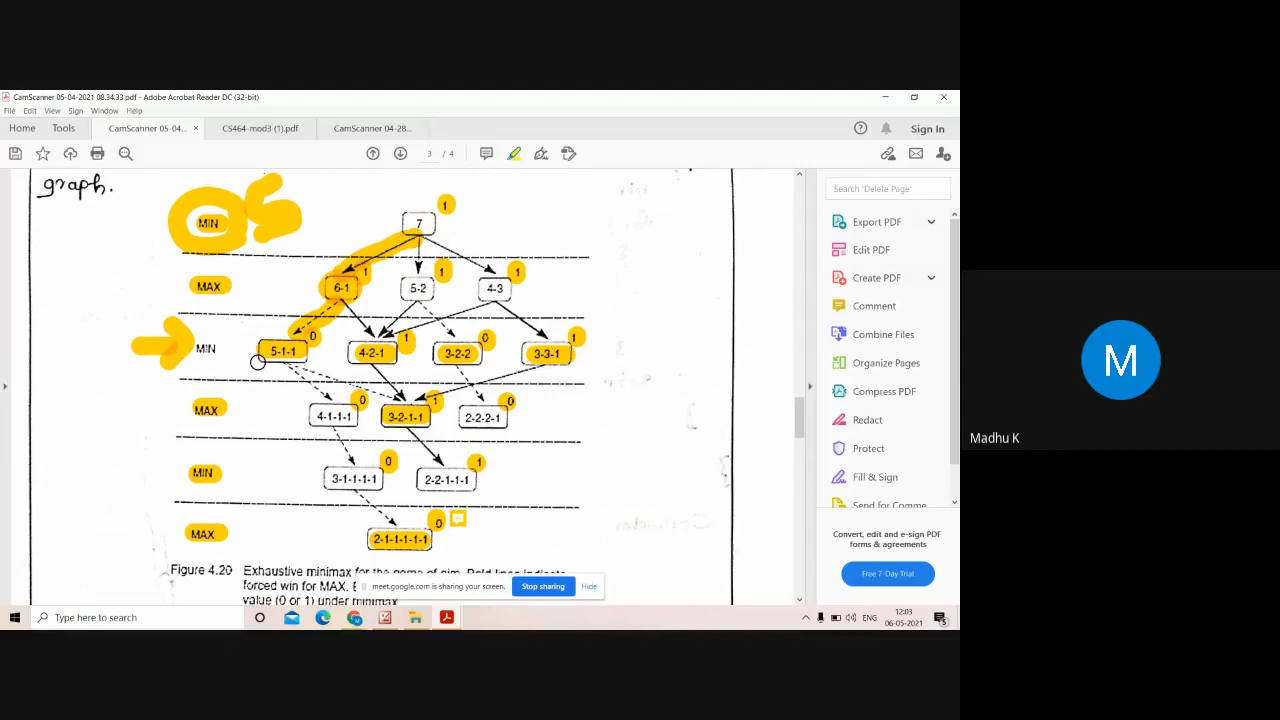 CamScanner 05-04-2021 08.34.33.pdf - Adobe Acrobat Reader DC (32-bit)
File Edit View Sign Window Help
Home Tools CamScanner 05-04... × CS464-mod3 (1).pdf CamScanner 04-28... Sign In
3 / 4
graph.
MIN 7 1
MAX 6-1 1 5-2 1 4-3 1
MIN 5-1-1 0 4-2-1 1 3-2-2 0 3-3-1 1
MAX 4-1-1-1 0 3-2-1-1 1 2-2-2-1 0
MIN 3-1-1-1-1 0 2-2-1-1-1 1
MAX 2-1-1-1-1-1 0
Figure 4.20 Exhaustive minimax for the game of nim. Bold lines indicate
forced win for MAX. E
value (0 or 1) under minimax
meet.google.com is sharing your screen. Stop sharing Hide
Search 'Delete Page'
Export PDF
Edit PDF
Create PDF
Comment
Combine Files
Organize Pages
Compress PDF
Redact
Protect
Fill & Sign
Send for Comme
Convert, edit and e-sign PDF
forms & agreements
Free 7-Day Trial
Type here to search
ENG
12:03
06-05-2021
5
M
Madhu K